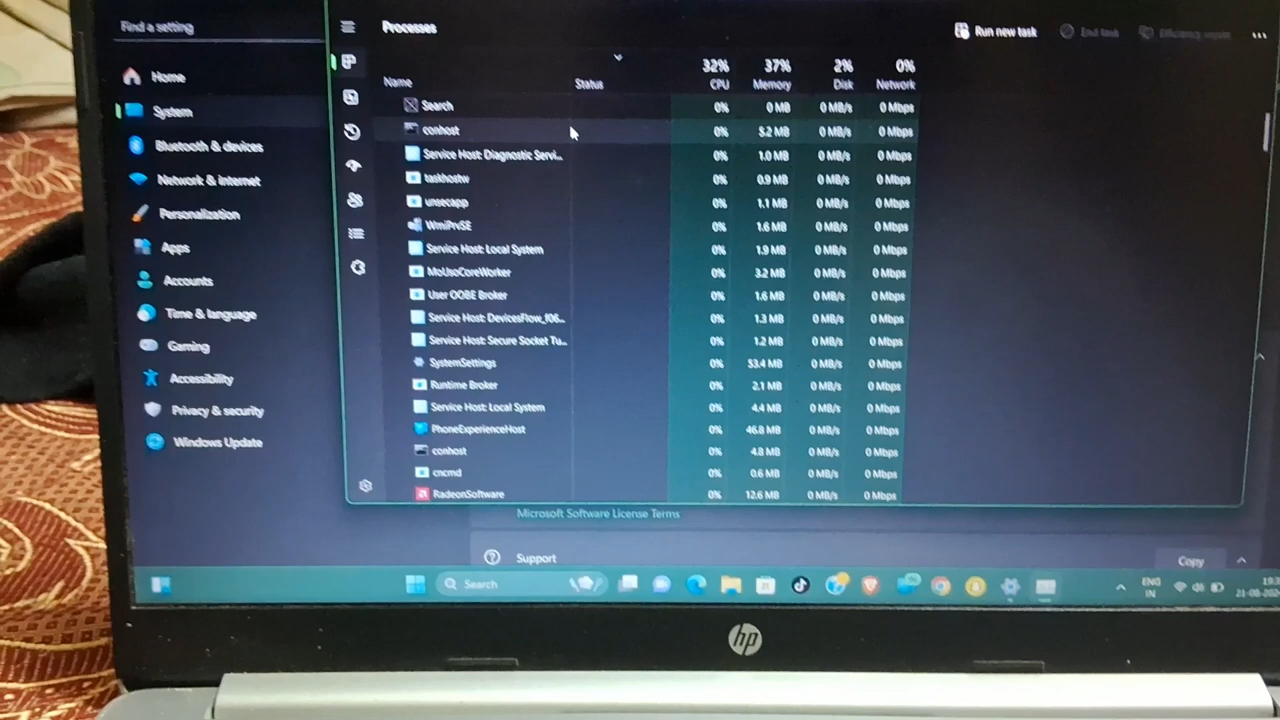 Find a setting
Home
System
Bluetooth & devices
Network & internet
Personalization
Apps
Accounts
Time & language
Gaming
Accessibility
Privacy & security
Windows Update
Processes
Run new task
End task
Efficiency mode
32% 37% 2% 0%
Name Status CPU Memory Disk Network
Search 0% 0 MB 0 MB/s 0 Mbps
conhost 0% 5.2 MB 0 MB/s 0 Mbps
Service Host: Diagnostic Servi... 0% 1.0 MB 0 MB/s 0 Mbps
taskhostw 0% 0.9 MB 0 MB/s 0 Mbps
unsecapp 0% 1.1 MB 0 MB/s 0 Mbps
WmiPrvSE 0% 1.6 MB 0 MB/s 0 Mbps
Service Host: Local System 0% 1.9 MB 0 MB/s 0 Mbps
MoUsoCoreWorker 0% 3.2 MB 0 MB/s 0 Mbps
User OOBE Broker 0% 1.6 MB 0 MB/s 0 Mbps
Service Host: DevicesFlow_f06... 0% 1.3 MB 0 MB/s 0 Mbps
Service Host: Secure Socket Tu... 0% 1.2 MB 0 MB/s 0 Mbps
SystemSettings 0% 53.4 MB 0 MB/s 0 Mbps
Runtime Broker 0% 2.1 MB 0 MB/s 0 Mbps
Service Host: Local System 0% 4.4 MB 0 MB/s 0 Mbps
PhoneExperienceHost 0% 46.8 MB 0 MB/s 0 Mbps
conhost 0% 4.8 MB 0 MB/s 0 Mbps
cncmd 0% 0.6 MB 0 MB/s 0 Mbps
RadeonSoftware 0% 12.6 MB 0 MB/s 0 Mbps
Microsoft Software License Terms
Support
Copy
Search
ENG
IN
hp